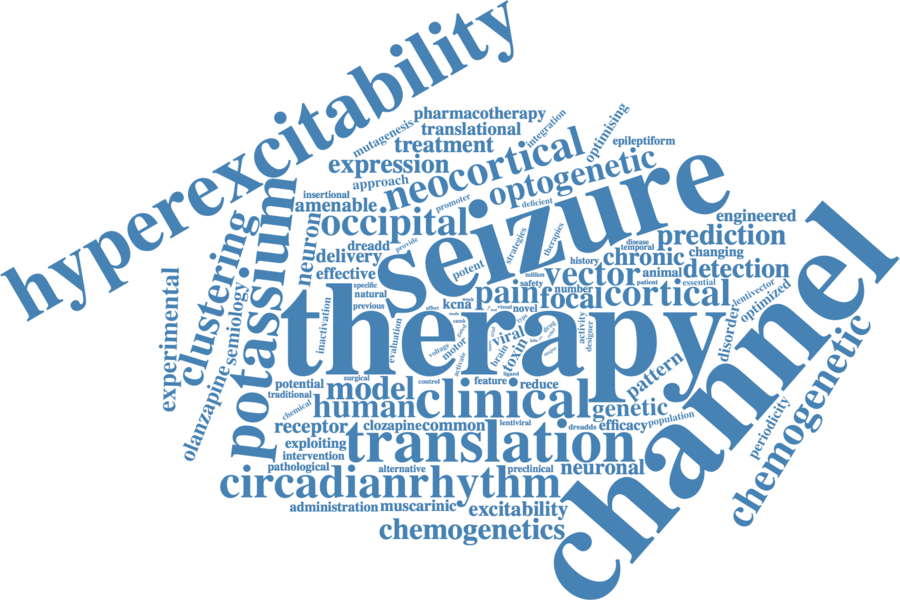 hyperexcitability
pharmacotherapy
mutagenesis
translational
integration
optimising
treatment
epileptiform
expression
neocortical
approach
optogenetic
insertional
promoter
deficient
amenable
seizure
occipital
neuron
potassium
clustering
dreadd
provide
delivery
effective
strategies
therapies
disease
temporal
prediction
engineered
chronic
changing
history
potent
million
safety
vector
animal
detection
patient
essential
specific
natural
previous
kcna
pain
number
focal
cortical
lentivector
optimized
novel
visual
week
effect
therapy
channel
experimental
semiology
olanzapine
inactivation
evaluation
voltage
motor
activate
viral
brain
toxin
type
drug
ligand
activity
designer
disorder
pattern
chemogenetic
periodicity
potential
traditional
surgical
model
control
feature
reduce
chemical
human
clinical
genetic
population
receptor
clozapine
common
lentiviral
dreadds
efficacy
exploiting
translation
intervention
pathological
alternative
preclinical
neuronal
circadian
rhythm
administration
muscarinic
excitability
chemogenetics